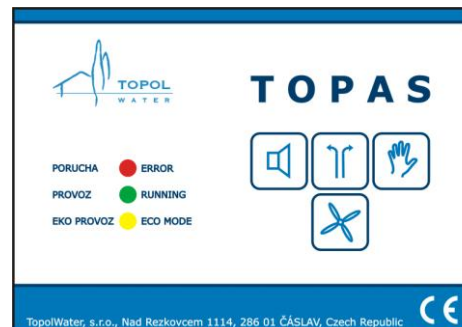 TOPOL
WATER
TOPAS
PORUCHA ERROR
PROVOZ RUNNING
EKO PROVOZ ECO MODE
TopolWater, s.r.o., Nad Rezkovcem 1114, 286 01 ČÁSLAV, Czech Republic CE